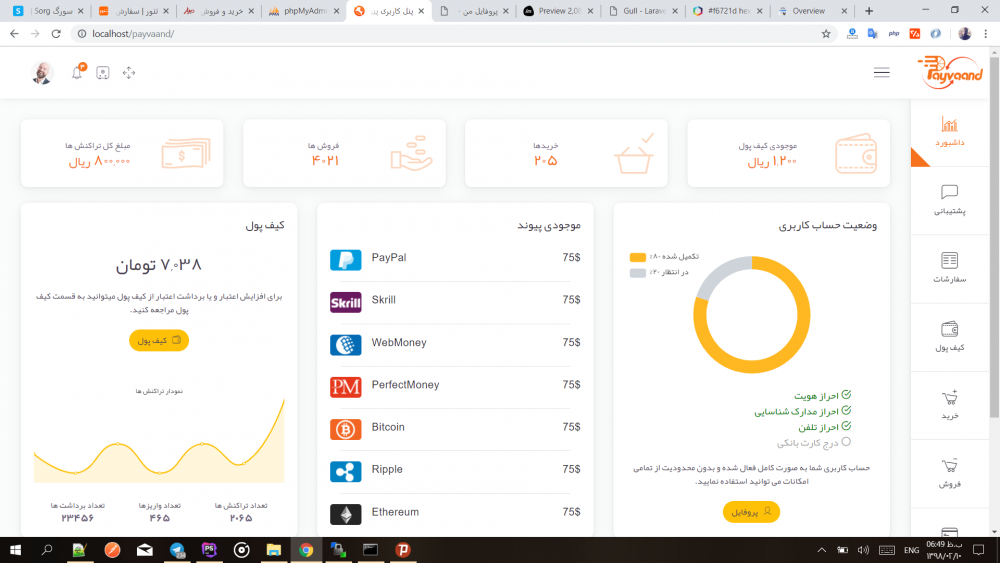 سورگ | Sorg
تنور | سفارش
خرید و فروش
phpMyAdm
پنل کاربری پی
پروفایل من -
Preview 2,00
Gull - Larave
#f6721d hex
Overview
localhost/payvaand/
Payvaand
موجودی کیف پول
۱,۲۰۰ ریال
خریدها
۲۰۵
فروش ها
۴۰۲۱
مبلغ کل تراکنش ها
۸۰۰,۰۰۰ ریال
داشبورد
پشتیبانی
سفارشات
کیف پول
خرید
فروش
وضعیت حساب کاربری
تکمیل شده ۸۰٪
در انتظار ۲۰٪
احراز هویت
احراز مدارک شناسایی
احراز تلفن
درج کارت بانکی
حساب کاربری شما به صورت کامل فعال شده و بدون محدودیت از تمامی
امکانات می توانید استفاده نمایید.
پروفایل
موجودی پیوند
PayPal 75$
Skrill Skrill 75$
WebMoney 75$
PM PerfectMoney 75$
Bitcoin 75$
Ripple 75$
Ethereum 75$
کیف پول
۷,۰۳۸ تومان
برای افزایش اعتبار و یا برداشت اعتبار از کیف پول میتوانید به قسمت کیف
پول مراجعه کنید.
کیف پول
نمودار تراکنش ها
تعداد تراکنش ها
۲۰۶۵
تعداد واریزها
۴۶۵
تعداد برداشت ها
۲۳۴۵۶
ENG
06:49 ب.ظ
۱۳۹۸/۰۲/۱۰